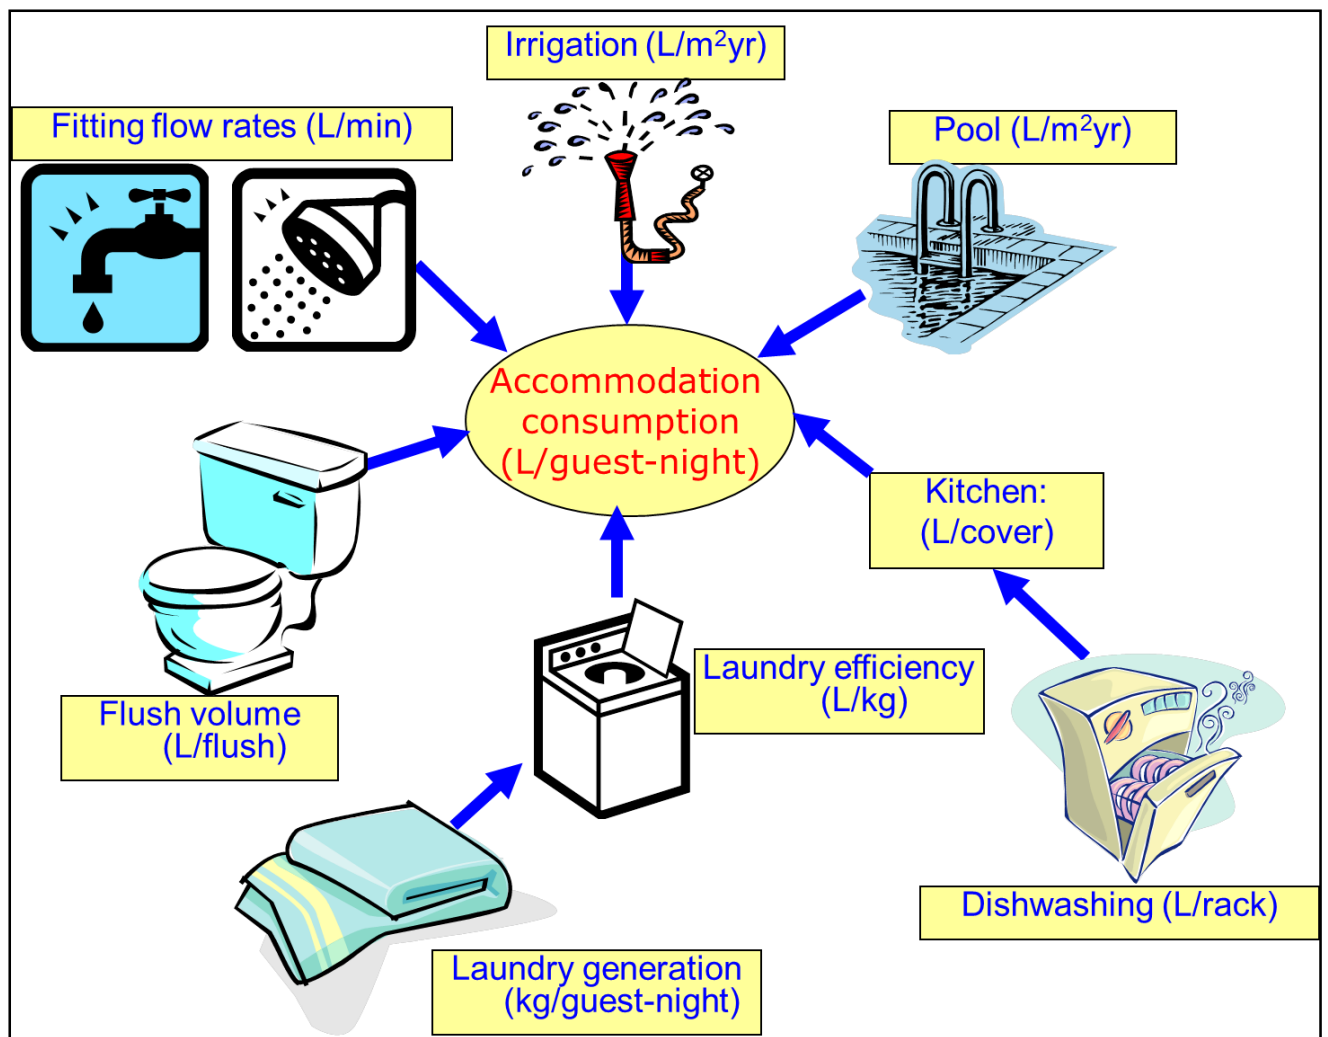 Irrigation (L/m²yr)
Fitting flow rates (L/min)
Pool (L/m²yr)
Accommodation
consumption
(L/guest-night)
Kitchen:
(L/cover)
Laundry efficiency
(L/kg)
Flush volume
(L/flush)
Dishwashing (L/rack)
Laundry generation
(kg/guest-night)